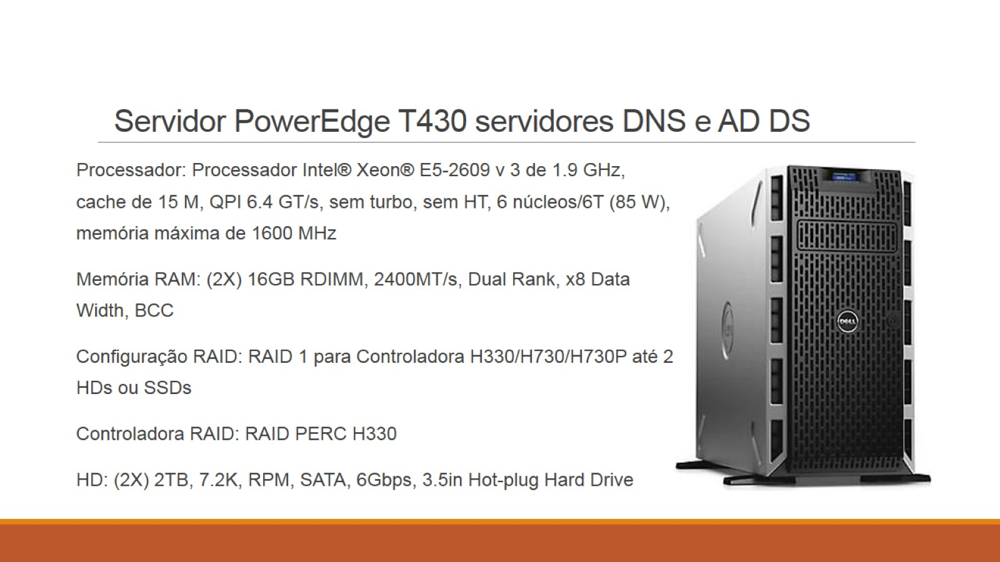 Servidor PowerEdge T430 servidores DNS e AD DS
Processador: Processador Intel® Xeon® E5-2609 v 3 de 1.9 GHz,
cache de 15 M, QPI 6.4 GT/s, sem turbo, sem HT, 6 núcleos/6T (85 W),
memória máxima de 1600 MHz
Memória RAM: (2X) 16GB RDIMM, 2400MT/s, Dual Rank, x8 Data
Width, BCC
Configuração RAID: RAID 1 para Controladora H330/H730/H730P até 2
HDs ou SSDs
Controladora RAID: RAID PERC H330
HD: (2X) 2TB, 7.2K, RPM, SATA, 6Gbps, 3.5in Hot-plug Hard Drive
DELL